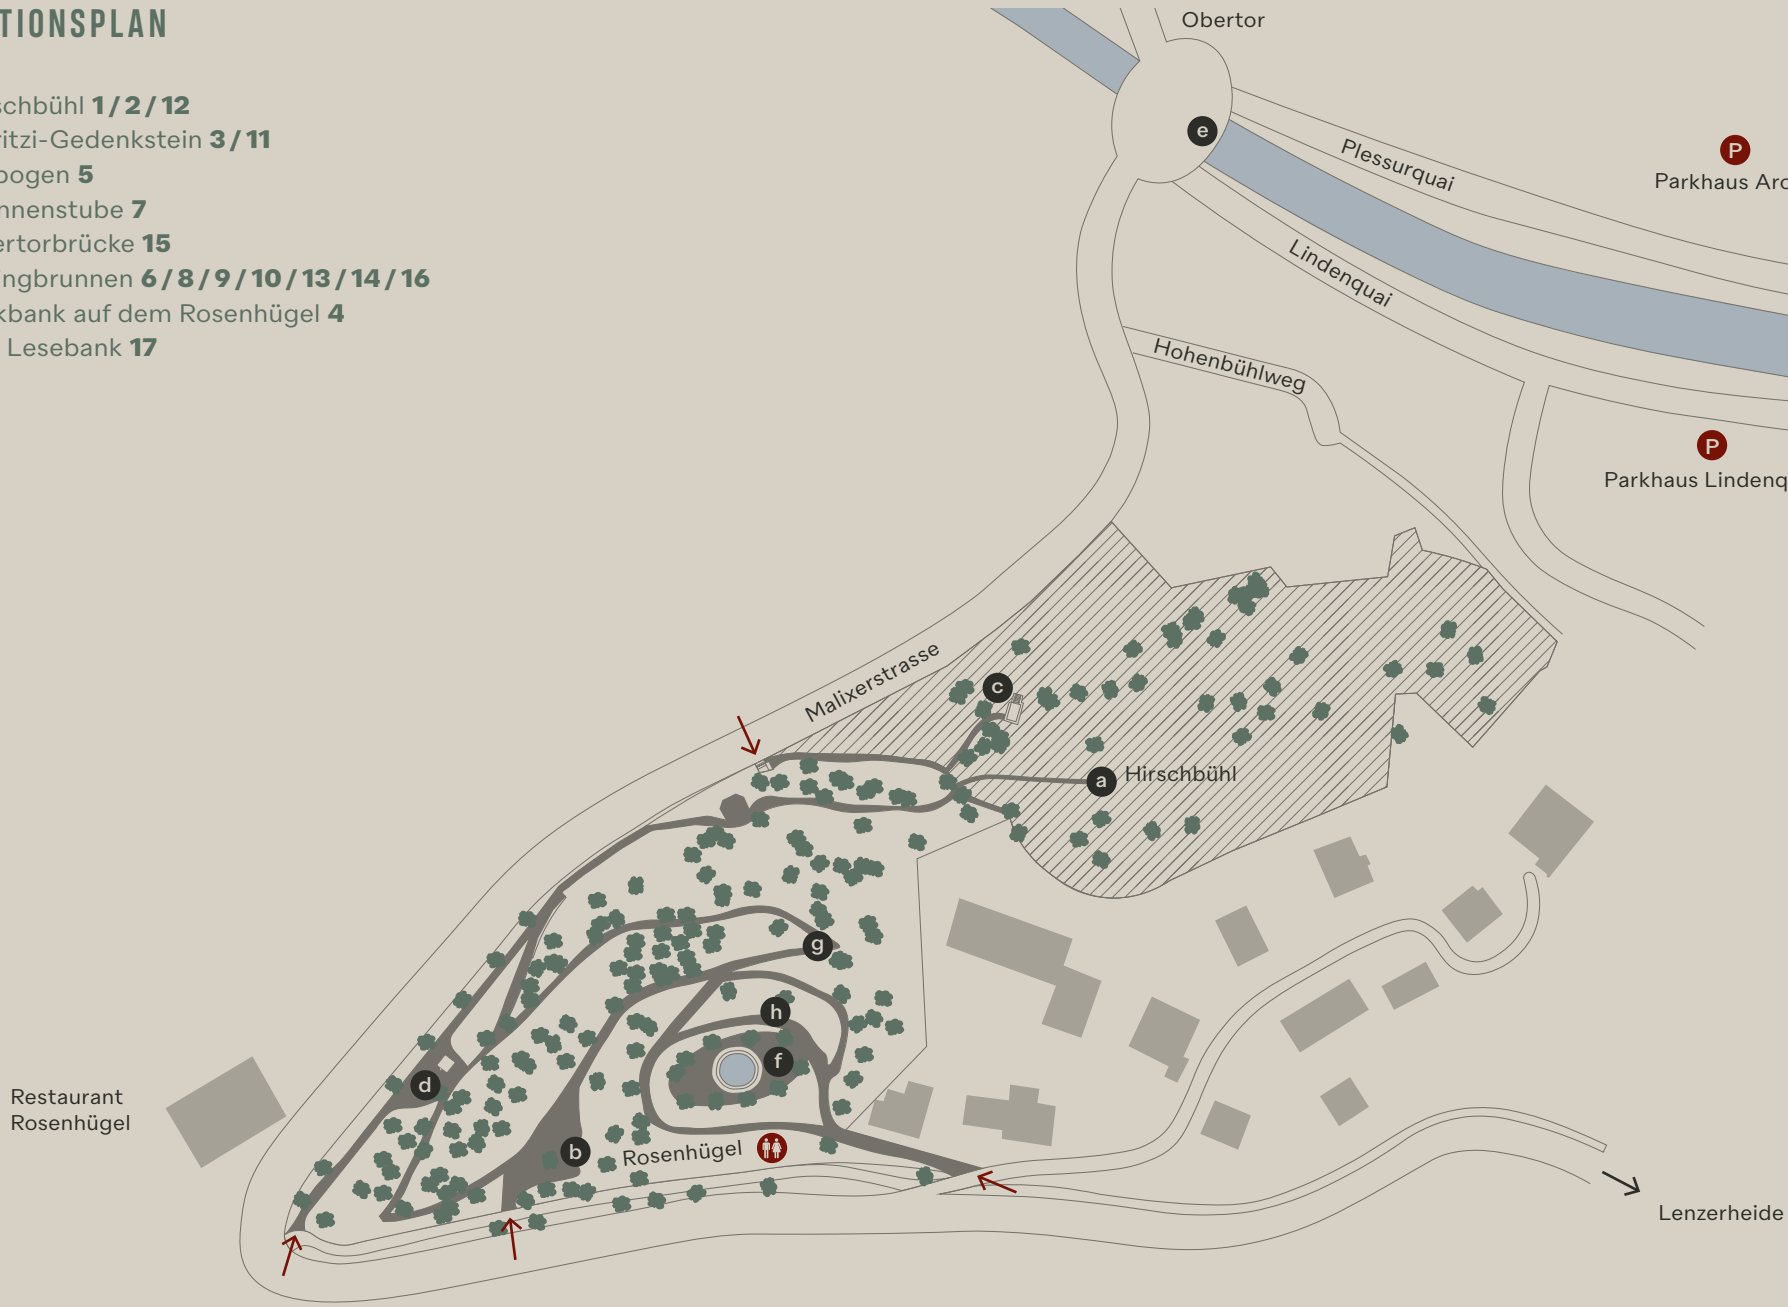 TIONSPLAN
schbühl 1 / 2 / 12
ritzi-Gedenkstein 3 / 11
bogen 5
nnenstube 7
ertorbrücke 15
ngbrunnen 6 / 8 / 9 / 10 / 13 / 14 / 16
kbank auf dem Rosenhügel 4
Lesebank 17
Obertor
e
Plessurquai
P
Parkhaus Arc
Lindenquai
Hohenbühlweg
P
Parkhaus Lindenq
Malixerstrasse
c
a
Hirschbühl
g
h
f
d
Restaurant
Rosenhügel
b
Rosenhügel
Lenzerheide